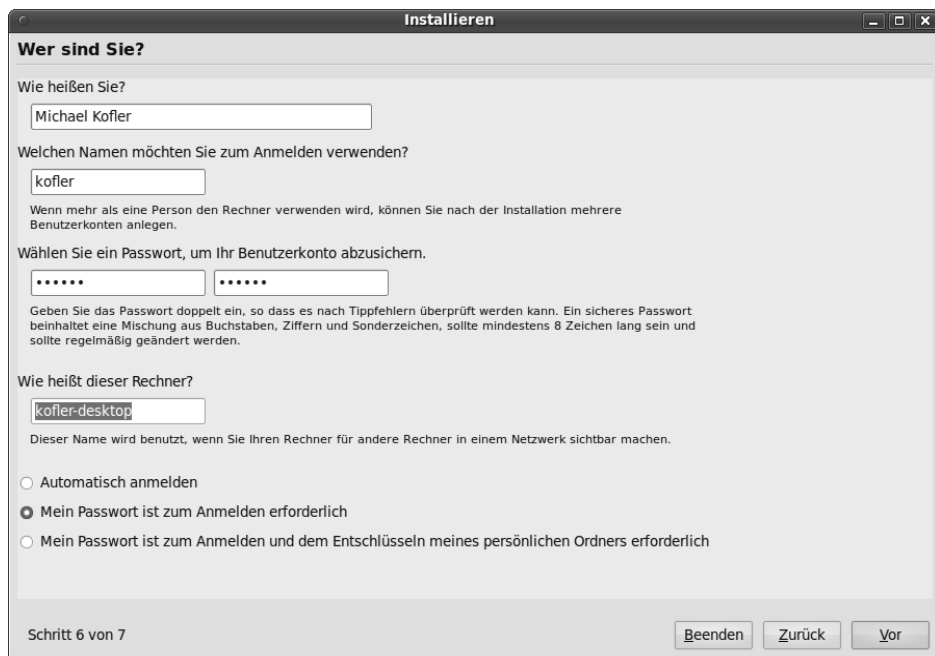 Installieren
Wer sind Sie?
Wie heißen Sie?
Michael Kofler
Welchen Namen möchten Sie zum Anmelden verwenden?
kofler
Wenn mehr als eine Person den Rechner verwenden wird, können Sie nach der Installation mehrere
Benutzerkonten anlegen.
Wählen Sie ein Passwort, um Ihr Benutzerkonto abzusichern.
•••••• ••••••
Geben Sie das Passwort doppelt ein, so dass es nach Tippfehlern überprüft werden kann. Ein sicheres Passwort
beinhaltet eine Mischung aus Buchstaben, Ziffern und Sonderzeichen, sollte mindestens 8 Zeichen lang sein und
sollte regelmäßig geändert werden.
Wie heißt dieser Rechner?
kofler-desktop
Dieser Name wird benutzt, wenn Sie Ihren Rechner für andere Rechner in einem Netzwerk sichtbar machen.
Automatisch anmelden
Mein Passwort ist zum Anmelden erforderlich
Mein Passwort ist zum Anmelden und dem Entschlüsseln meines persönlichen Ordners erforderlich
Schritt 6 von 7 Beenden Zurück Vor